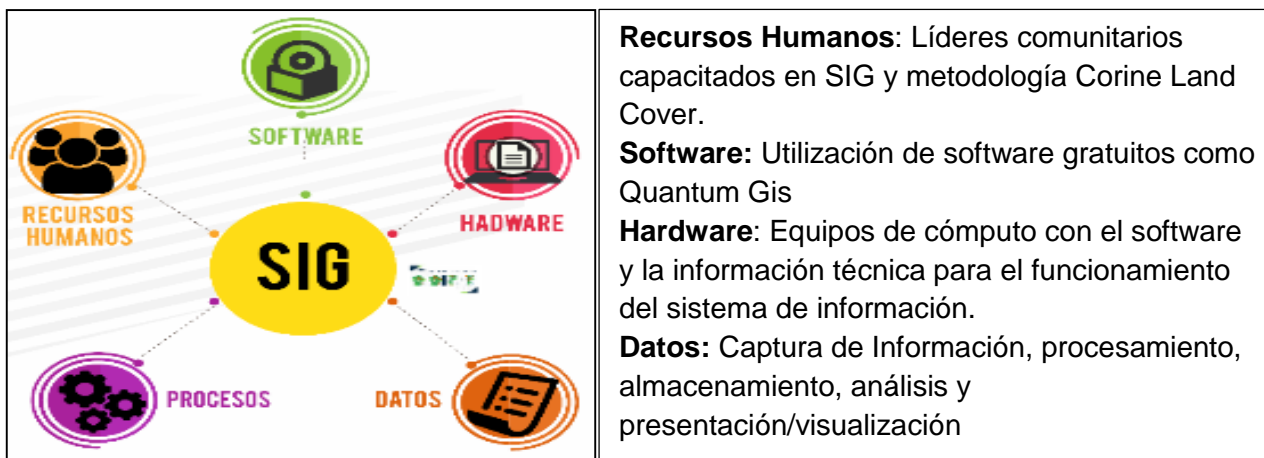 SOFTWARE
RECURSOS
HUMANOS
HADWARE
SIG
PROCESOS
DATOS
Recursos Humanos: Líderes comunitarios
capacitados en SIG y metodología Corine Land
Cover.
Software: Utilización de software gratuitos como
Quantum Gis
Hardware: Equipos de cómputo con el software
y la información técnica para el funcionamiento
del sistema de información.
Datos: Captura de Información, procesamiento,
almacenamiento, análisis y
presentación/visualización